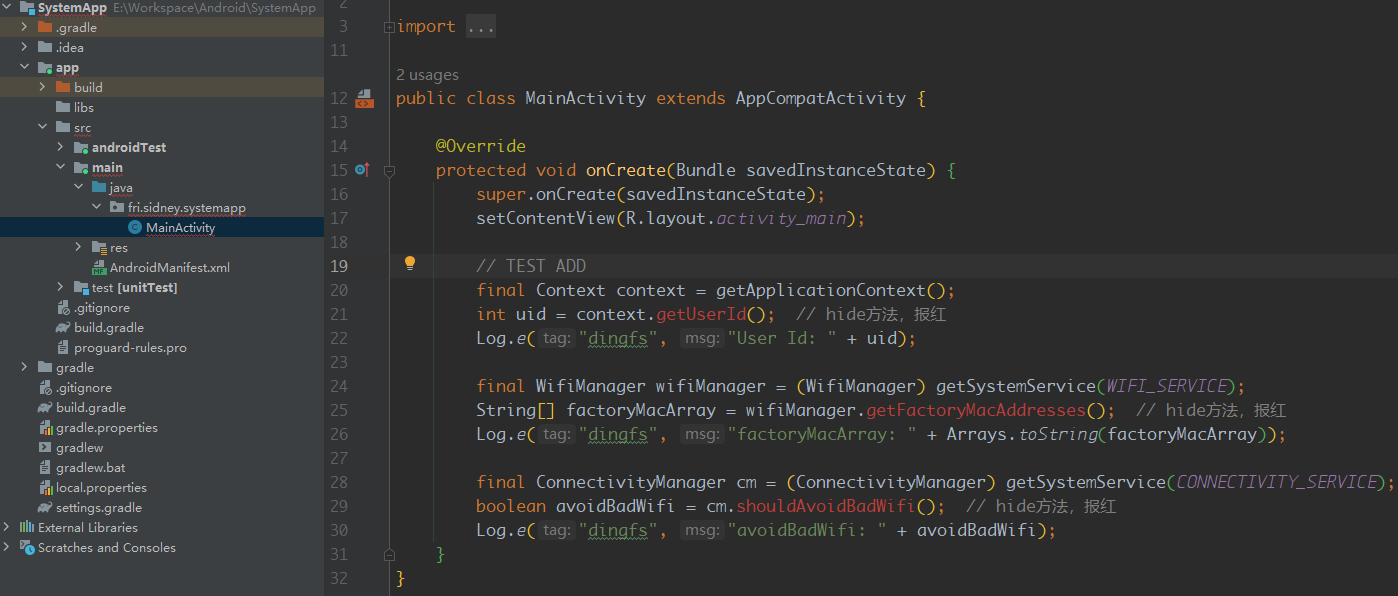 SystemApp E:\Workspace\Android\SystemApp
.gradle
.idea
app
build
libs
src
androidTest
main
java
fri.sidney.systemapp
MainActivity
res
AndroidManifest.xml
test [unitTest]
.gitignore
build.gradle
proguard-rules.pro
gradle
.gitignore
build.gradle
gradle.properties
gradlew
gradlew.bat
local.properties
settings.gradle
External Libraries
Scratches and Consoles
2
3 import ...
11
2 usages
12 public class MainActivity extends AppCompatActivity {
13
14 @Override
15 protected void onCreate(Bundle savedInstanceState) {
16 super.onCreate(savedInstanceState);
17 setContentView(R.layout.activity_main);
18
19 // TEST ADD
20 final Context context = getApplicationContext();
21 int uid = context.getUserId(); // hide方法，报红
22 Log.e( tag: "dingfs", msg: "User Id: " + uid);
23
24 final WifiManager wifiManager = (WifiManager) getSystemService(WIFI_SERVICE);
25 String[] factoryMacArray = wifiManager.getFactoryMacAddresses(); // hide方法，报红
26 Log.e( tag: "dingfs", msg: "factoryMacArray: " + Arrays.toString(factoryMacArray));
27
28 final ConnectivityManager cm = (ConnectivityManager) getSystemService(CONNECTIVITY_SERVICE);
29 boolean avoidBadWifi = cm.shouldAvoidBadWifi(); // hide方法，报红
30 Log.e( tag: "dingfs", msg: "avoidBadWifi: " + avoidBadWifi);
31 }
32 }